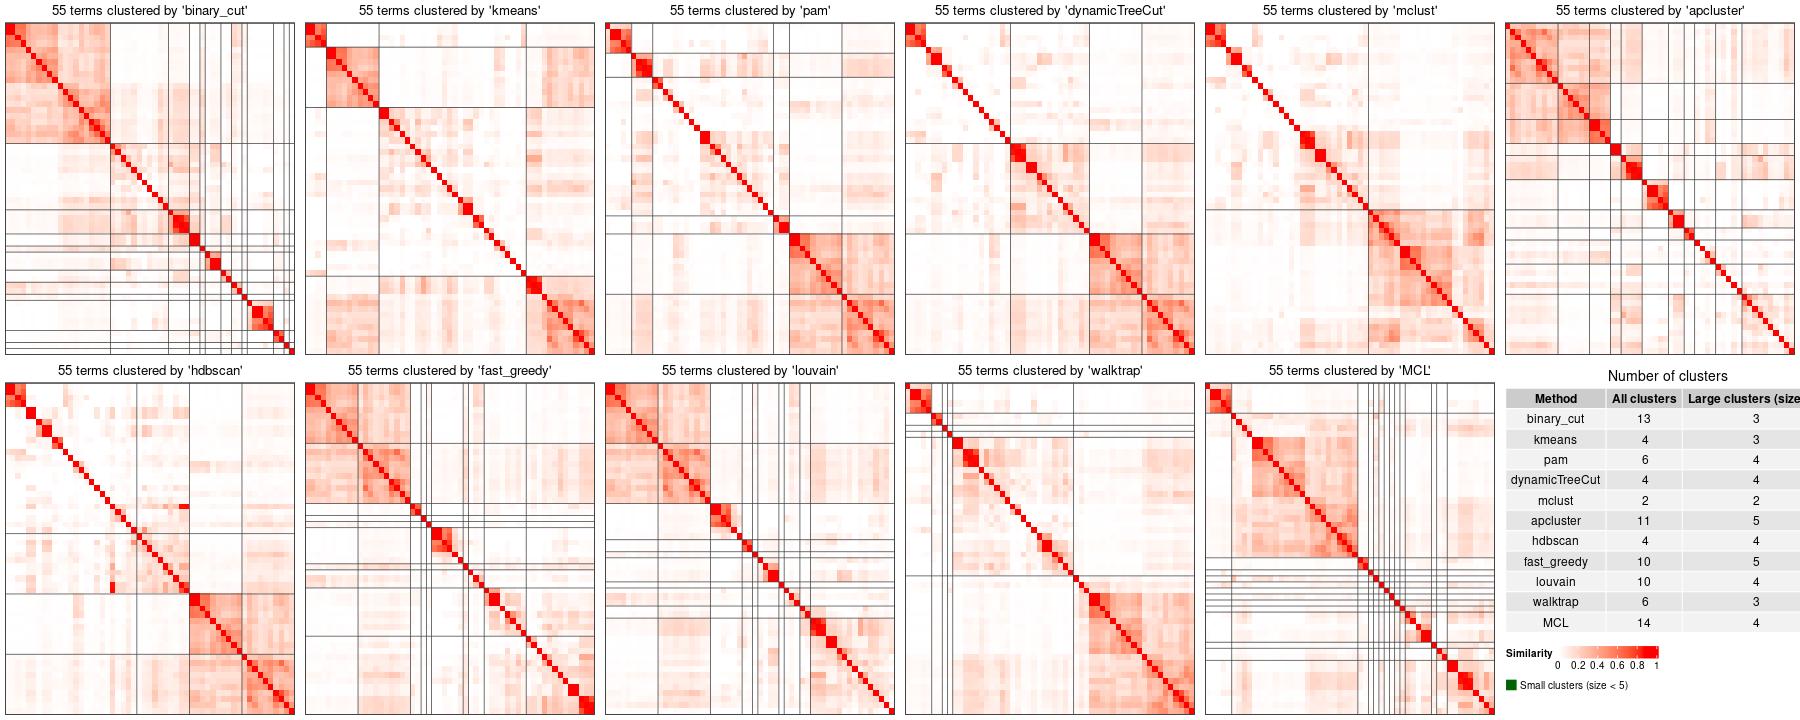 55 terms clustered by 'binary_cut'
55 terms clustered by 'kmeans'
55 terms clustered by 'pam'
55 terms clustered by 'dynamicTreeCut'
55 terms clustered by 'mclust'
55 terms clustered by 'apcluster'
55 terms clustered by 'hdbscan'
55 terms clustered by 'fast_greedy'
55 terms clustered by 'louvain'
55 terms clustered by 'walktrap'
55 terms clustered by 'MCL'
Number of clusters
Method All clusters Large clusters (size
binary_cut 13 3
kmeans 4 3
pam 6 4
dynamicTreeCut 4 4
mclust 2 2
apcluster 11 5
hdbscan 4 4
fast_greedy 10 5
louvain 10 4
walktrap 6 3
MCL 14 4
Similarity
0 0.2 0.4 0.6 0.8 1
Small clusters (size < 5)